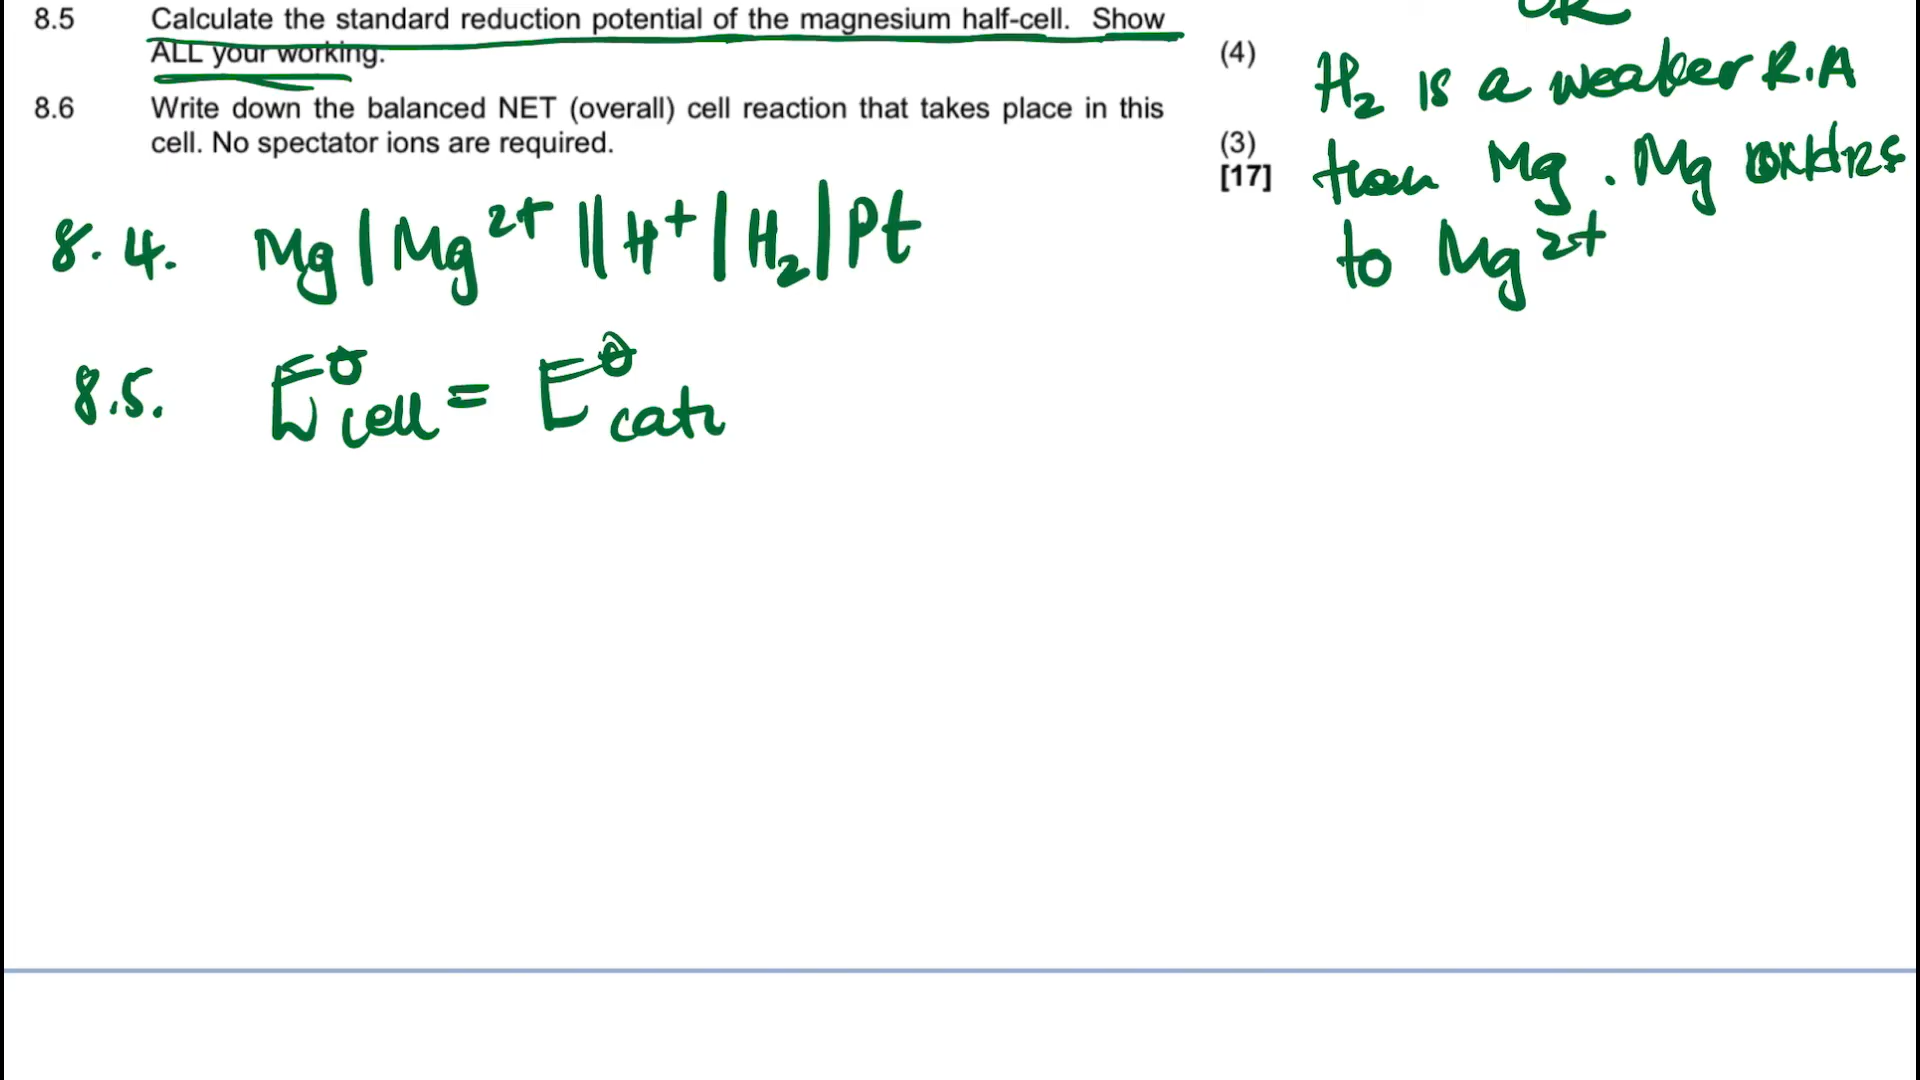 8.5 Calculate the standard reduction potential of the magnesium half-cell. Show
ALL your working. (4)
8.6 Write down the balanced NET (overall) cell reaction that takes place in this
cell. No spectator ions are required. (3)
[17]
OR
H₂ is a weaker R.A
than Mg. Mg oxidizes
to Mg²⁺
8.4. Mg | Mg²⁺ || H⁺ | H₂ | Pt
8.5. E^θ cell = E^θ cath